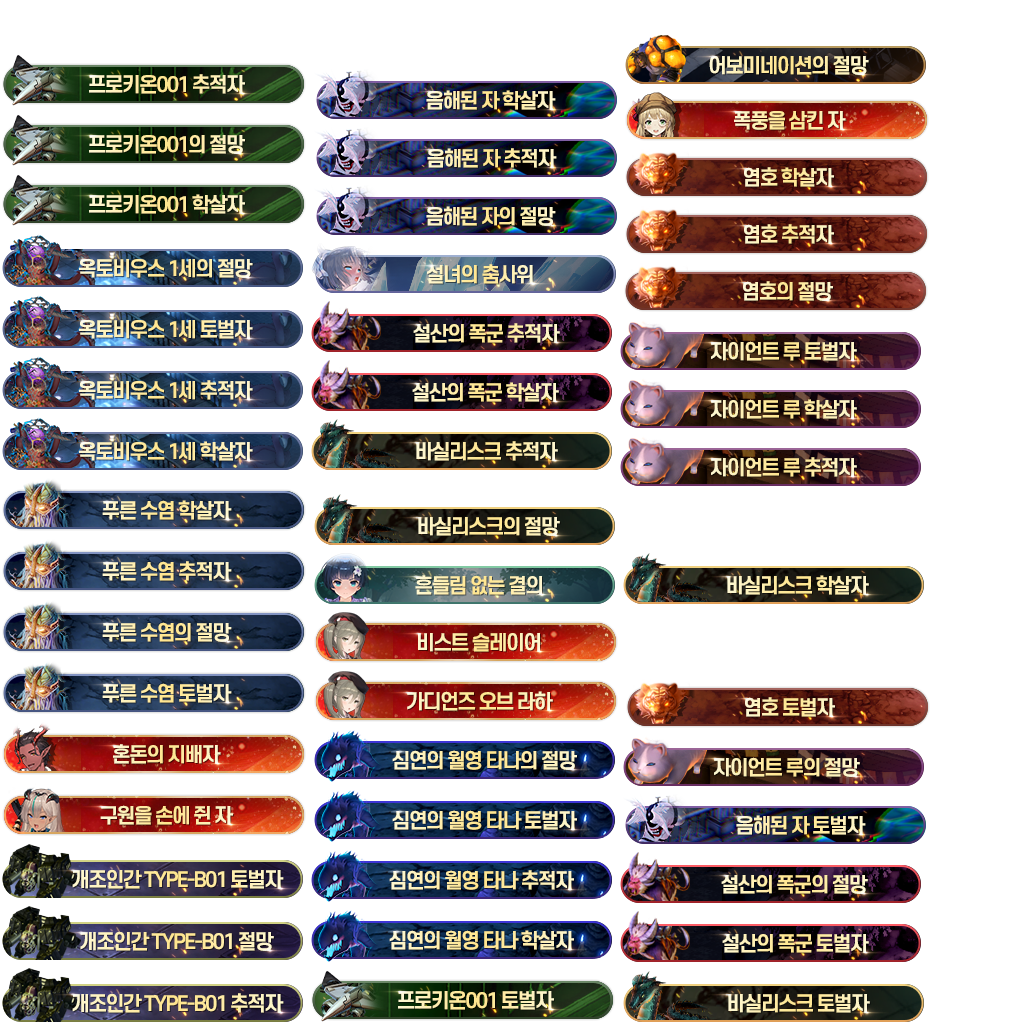 프로키온001 추적자
프로키온001의 절망
프로키온001 학살자
옥토비우스 1세의 절망
옥토비우스 1세 토벌자
옥토비우스 1세 추적자
옥토비우스 1세 학살자
푸른 수염 학살자
푸른 수염 추적자
푸른 수염의 절망
푸른 수염 토벌자
혼돈의 지배자
구원을 손에 쥔 자
개조인간 TYPE-B01 토벌자
개조인간 TYPE-B01 절망
개조인간 TYPE-B01 추적자
음해된 자 학살자
음해된 자 추적자
음해된 자의 절망
설녀의 춤사위
설산의 폭군 추적자
설산의 폭군 학살자
바실리스크 추적자
바실리스크의 절망
흔들림 없는 결의
비스트 슬레이어
가디언즈 오브 라하
심연의 월영 타나의 절망
심연의 월영 타나 토벌자
심연의 월영 타나 추적자
심연의 월영 타나 학살자
프로키온001 토벌자
어보미네이션의 절망
폭풍을 삼킨 자
염호 학살자
염호 추적자
염호의 절망
자이언트 루 토벌자
자이언트 루 학살자
자이언트 루 추적자
바실리스크 학살자
염호 토벌자
자이언트 루의 절망
음해된 자 토벌자
설산의 폭군의 절망
설산의 폭군 토벌자
바실리스크 토벌자